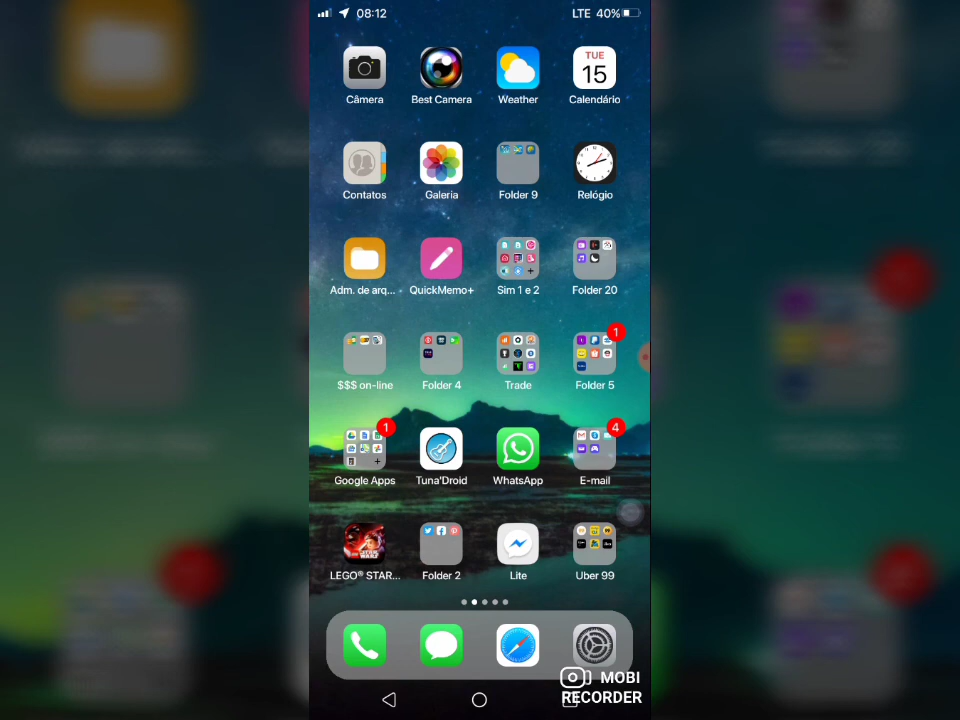 08:12 LTE 40%
TUE
15
Câmera Best Camera Weather Calendário
Contatos Galeria Folder 9 Relógio
Adm. de arq... QuickMemo+ Sim 1 e 2 Folder 20
1
$$$ on-line Folder 4 Trade Folder 5
1 4
Google Apps Tuna'Droid WhatsApp E-mail
STAR WARS
LEGO® STAR... Folder 2 Lite Uber 99
MOBI
RECORDER